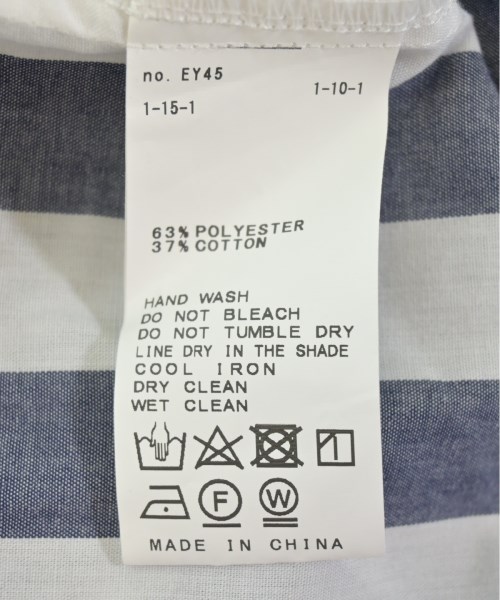 no. EY45
1-10-1
1-15-1
63% POLYESTER
37% COTTON
HAND WASH
DO NOT BLEACH
DO NOT TUMBLE DRY
LINE DRY IN THE SHADE
COOL IRON
DRY CLEAN
WET CLEAN
F W
MADE IN CHINA